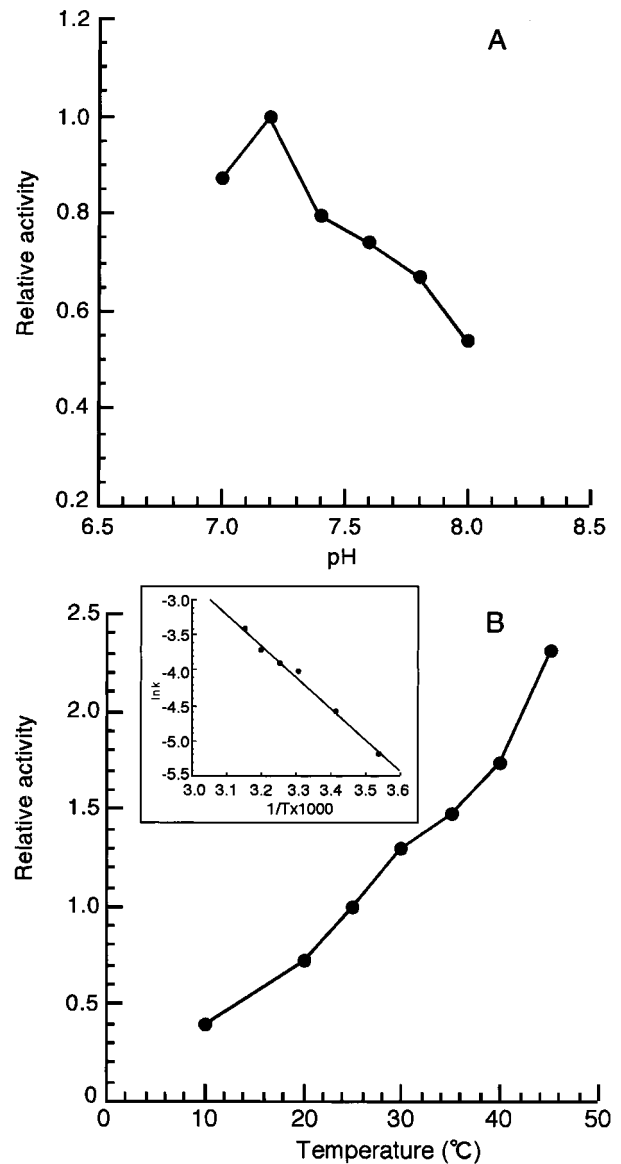 A
1.2
1.0
0.8
0.6
0.4
0.2
Relative activity
6.5 7.0 7.5 8.0 8.5
pH
B
2.5
2.0
1.5
1.0
0.5
0
Relative activity
-3.0
-3.5
-4.0
-4.5
-5.0
-5.5
lnk
3.0 3.1 3.2 3.3 3.4 3.5 3.6
1/Tx1000
0 10 20 30 40 50
Temperature (℃)